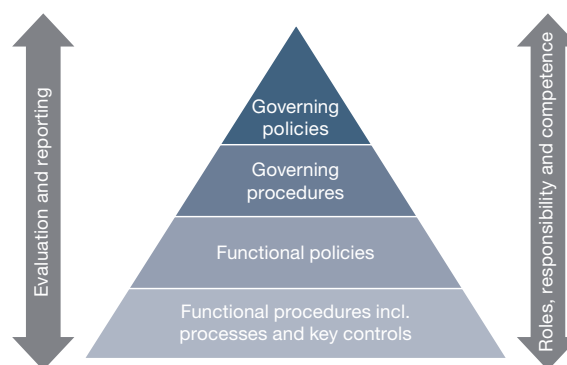 Evaluation and reporting
Governing
policies
Governing
procedures
Functional policies
Functional procedures incl.
processes and key controls
Roles, responsibility and competence